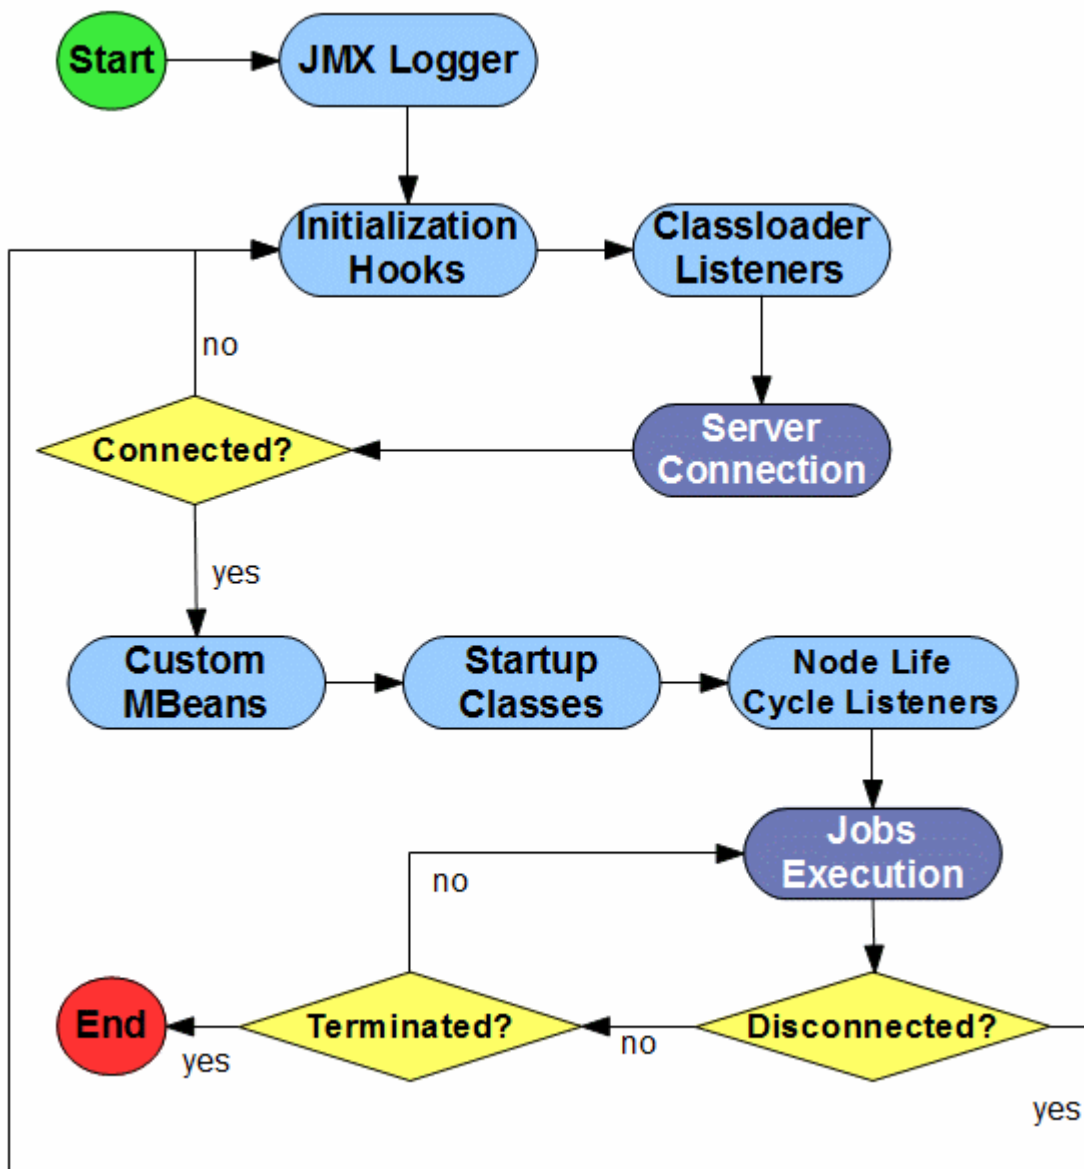 Start
JMX Logger
Initialization
Hooks
Classloader
Listeners
no
Connected?
Server
Connection
yes
Custom
MBeans
Startup
Classes
Node Life
Cycle Listeners
Jobs
Execution
no
End
Terminated?
Disconnected?
yes
no
yes